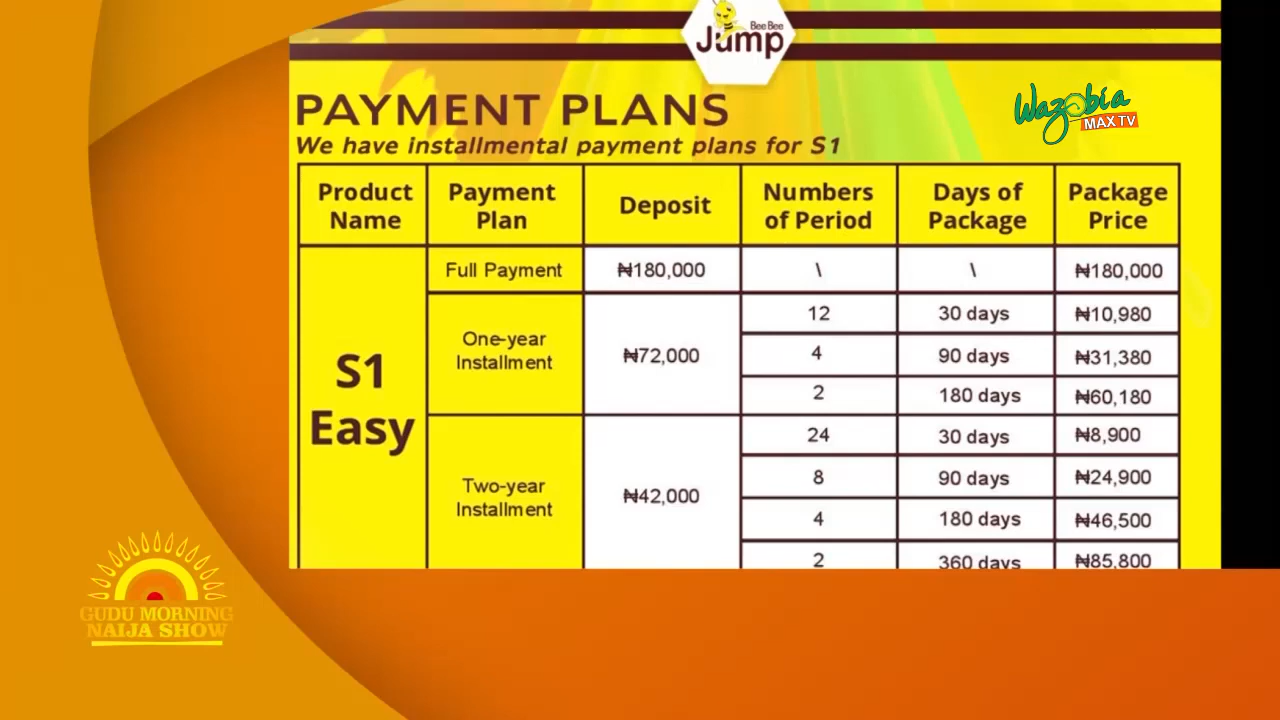 Bee Bee
Jump
Wazobia
MAX TV
PAYMENT PLANS
We have installmental payment plans for S1
Product Name
Payment Plan
Deposit
Numbers of Period
Days of Package
Package Price
S1 Easy
Full Payment
₦180,000
\
\
₦180,000
One-year Installment
₦72,000
12
30 days
₦10,980
4
90 days
₦31,380
2
180 days
₦60,180
Two-year Installment
₦42,000
24
30 days
₦8,900
8
90 days
₦24,900
4
180 days
₦46,500
2
360 days
₦85,800
GUDU MORNING
NAIJA SHOW